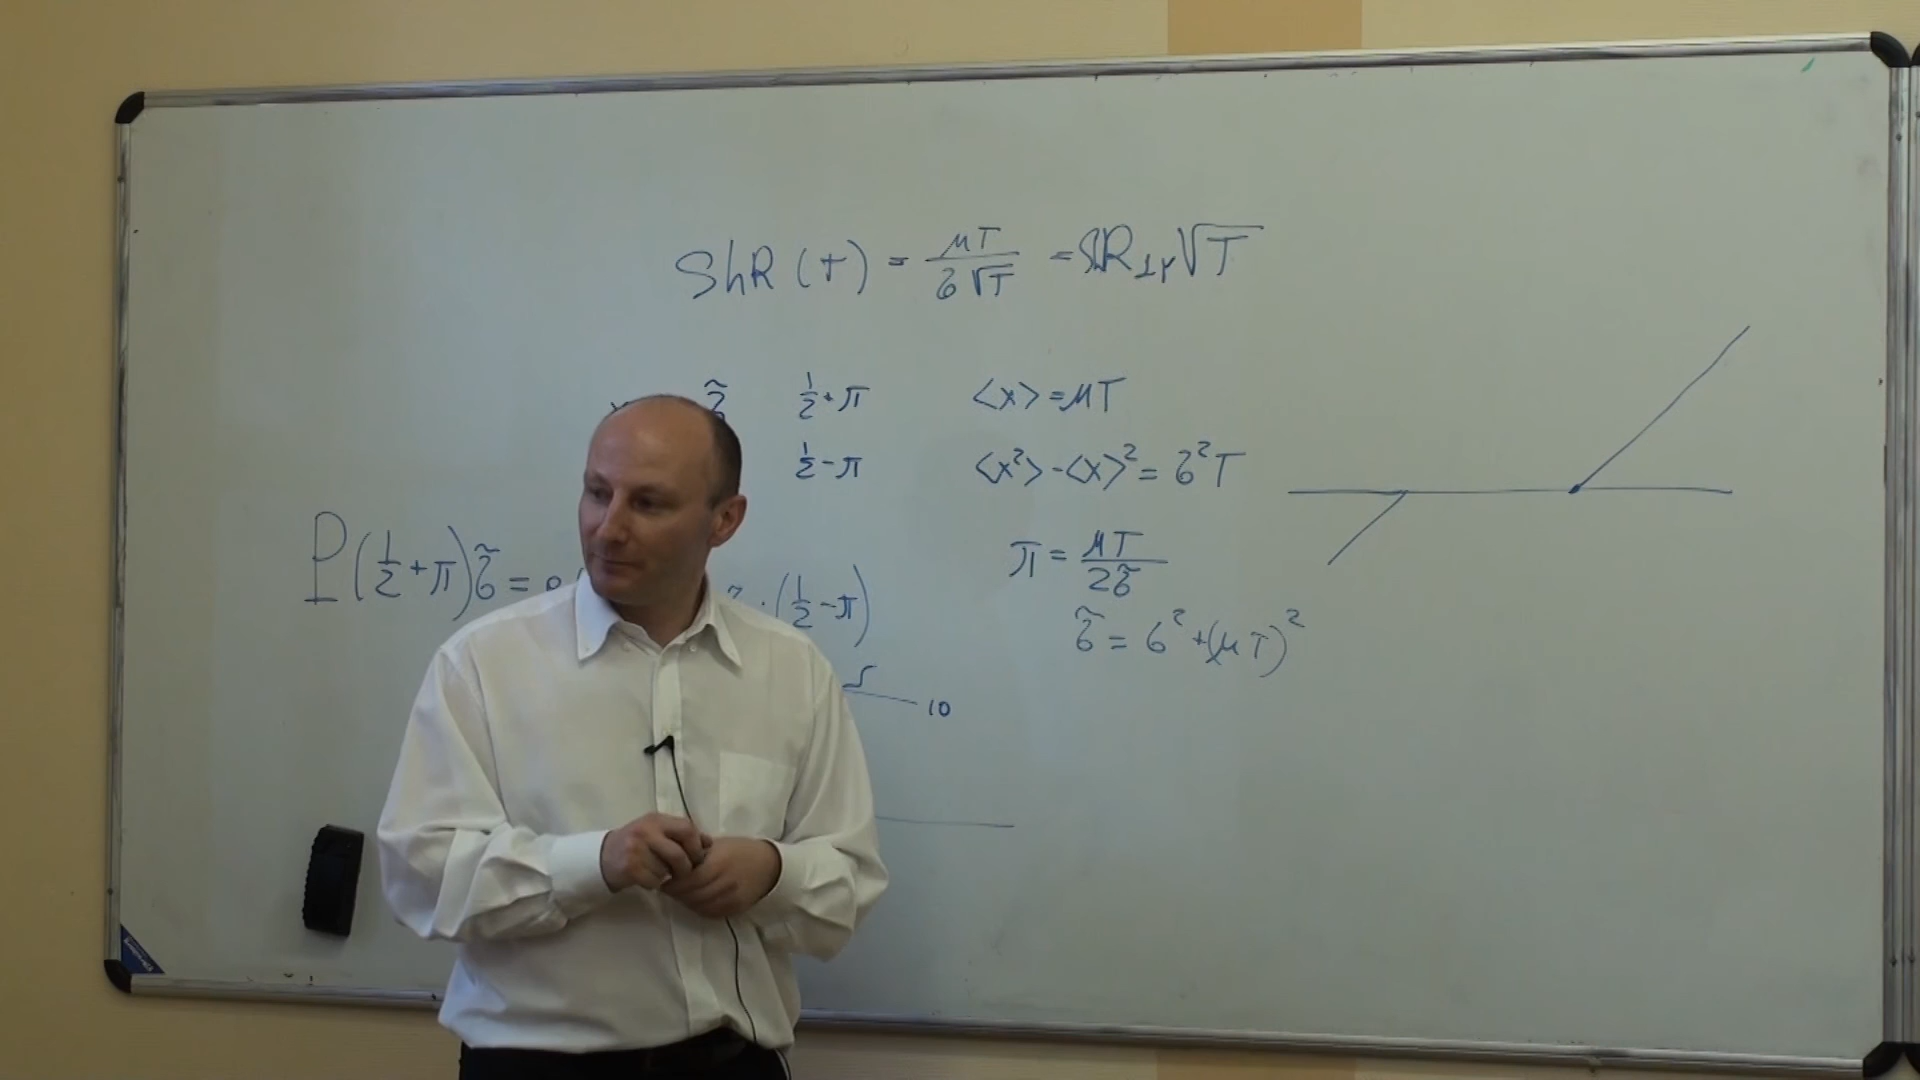 ShR (T) = μT / σ√T = ShR₁γ √T
σ̃ 1/2 + π <x> = μT
1/2 - π <x²> - <x>² = σ²T
π = μT / 2σ̃
P(1/2 + π)σ̃ = · (1/2 - π)
σ̃ = σ² + (μT)²
10